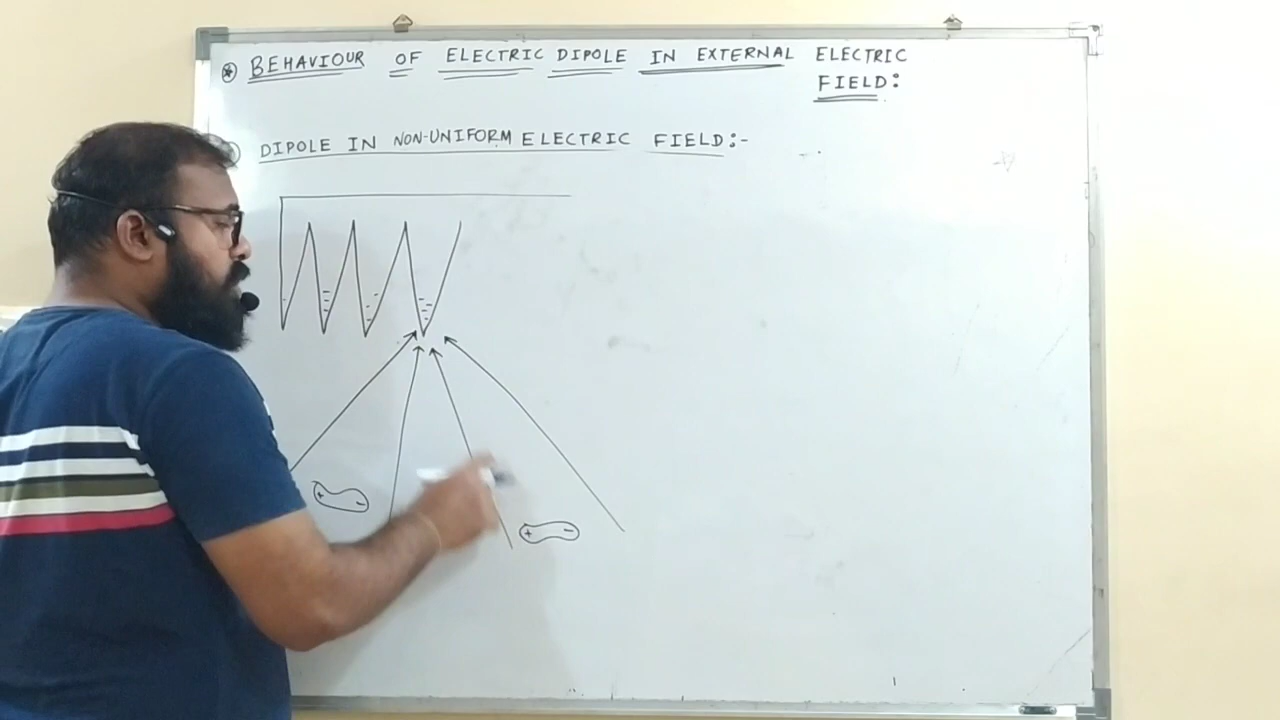 * BEHAVIOUR OF ELECTRIC DIPOLE IN EXTERNAL ELECTRIC
FIELD:
DIPOLE IN NON-UNIFORM ELECTRIC FIELD:-
+ -
+ -